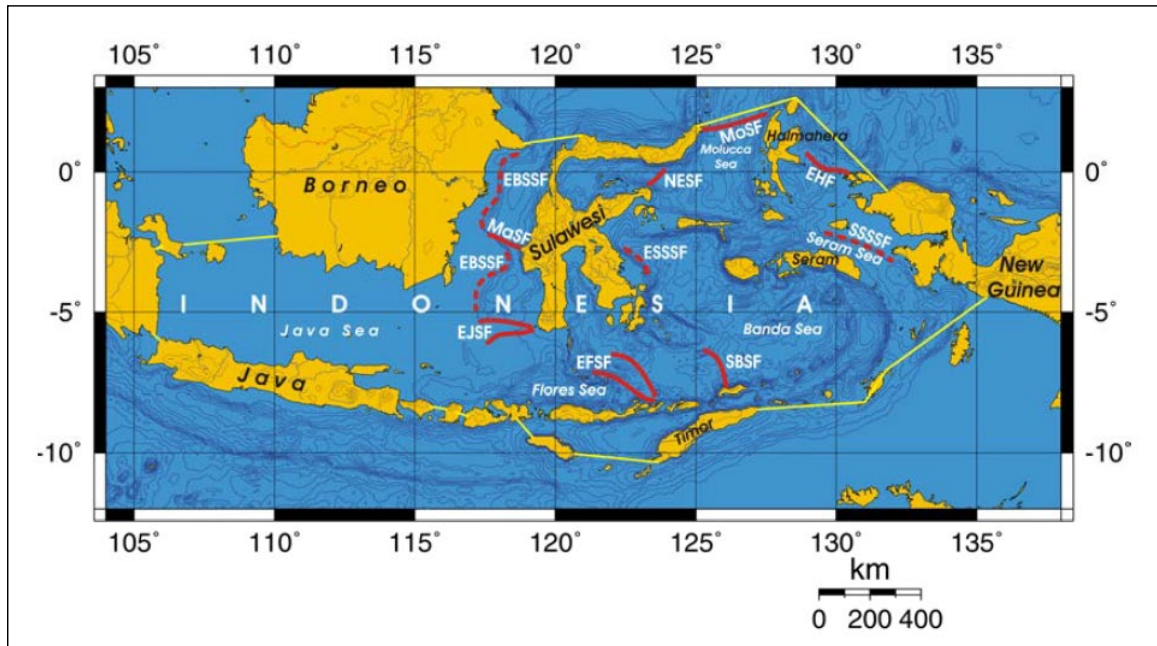 105° 110° 115° 120° 125° 130° 135°
MoSF
Halmahera
Molucca
Sea
0° 0°
Borneo
EBSSF
NESF
EHF
Sulawesi
MaSF
SSSSF
Seram Sea
EBSSF
ESSSF
Seram
New
Guinea
-5° I N D O N E S I A -5°
Java Sea
EJSF
Banda Sea
EFSF
SBSF
Java
Flores Sea
Timor
-10° -10°
105° 110° 115° 120° 125° 130° 135°
km
0 200 400